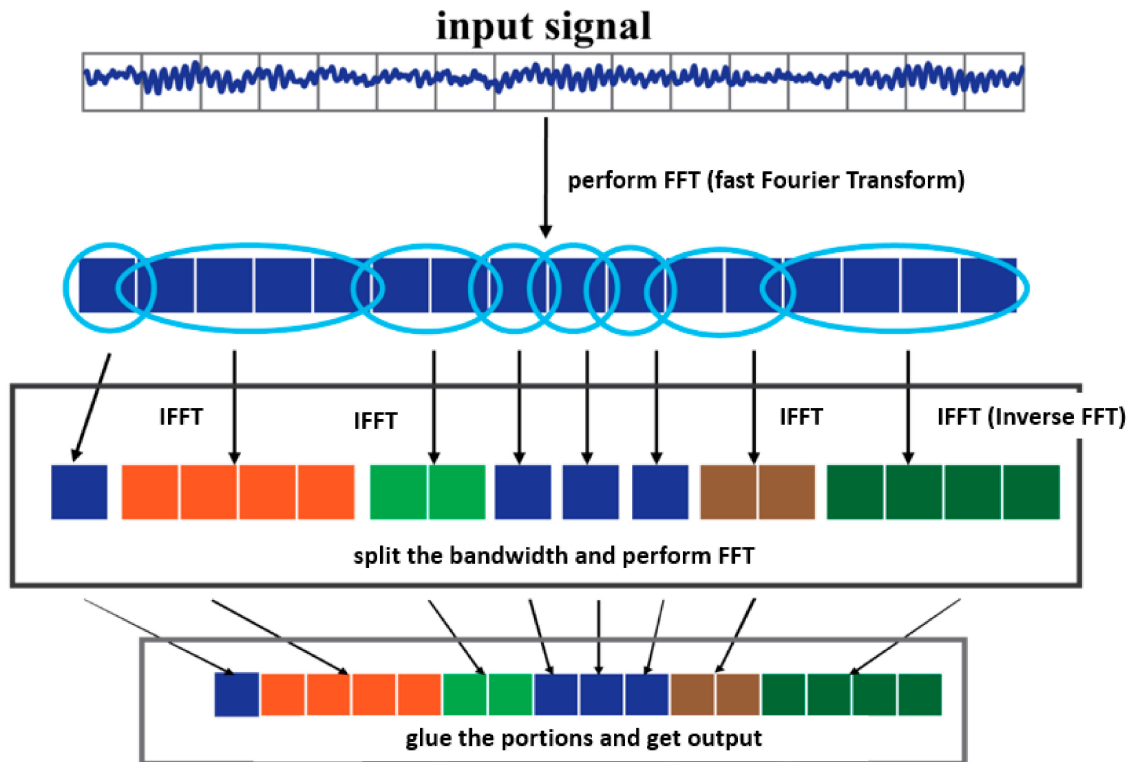 input signal
perform FFT (fast Fourier Transform)
IFFT
IFFT
IFFT
IFFT (Inverse FFT)
split the bandwidth and perform FFT
glue the portions and get output